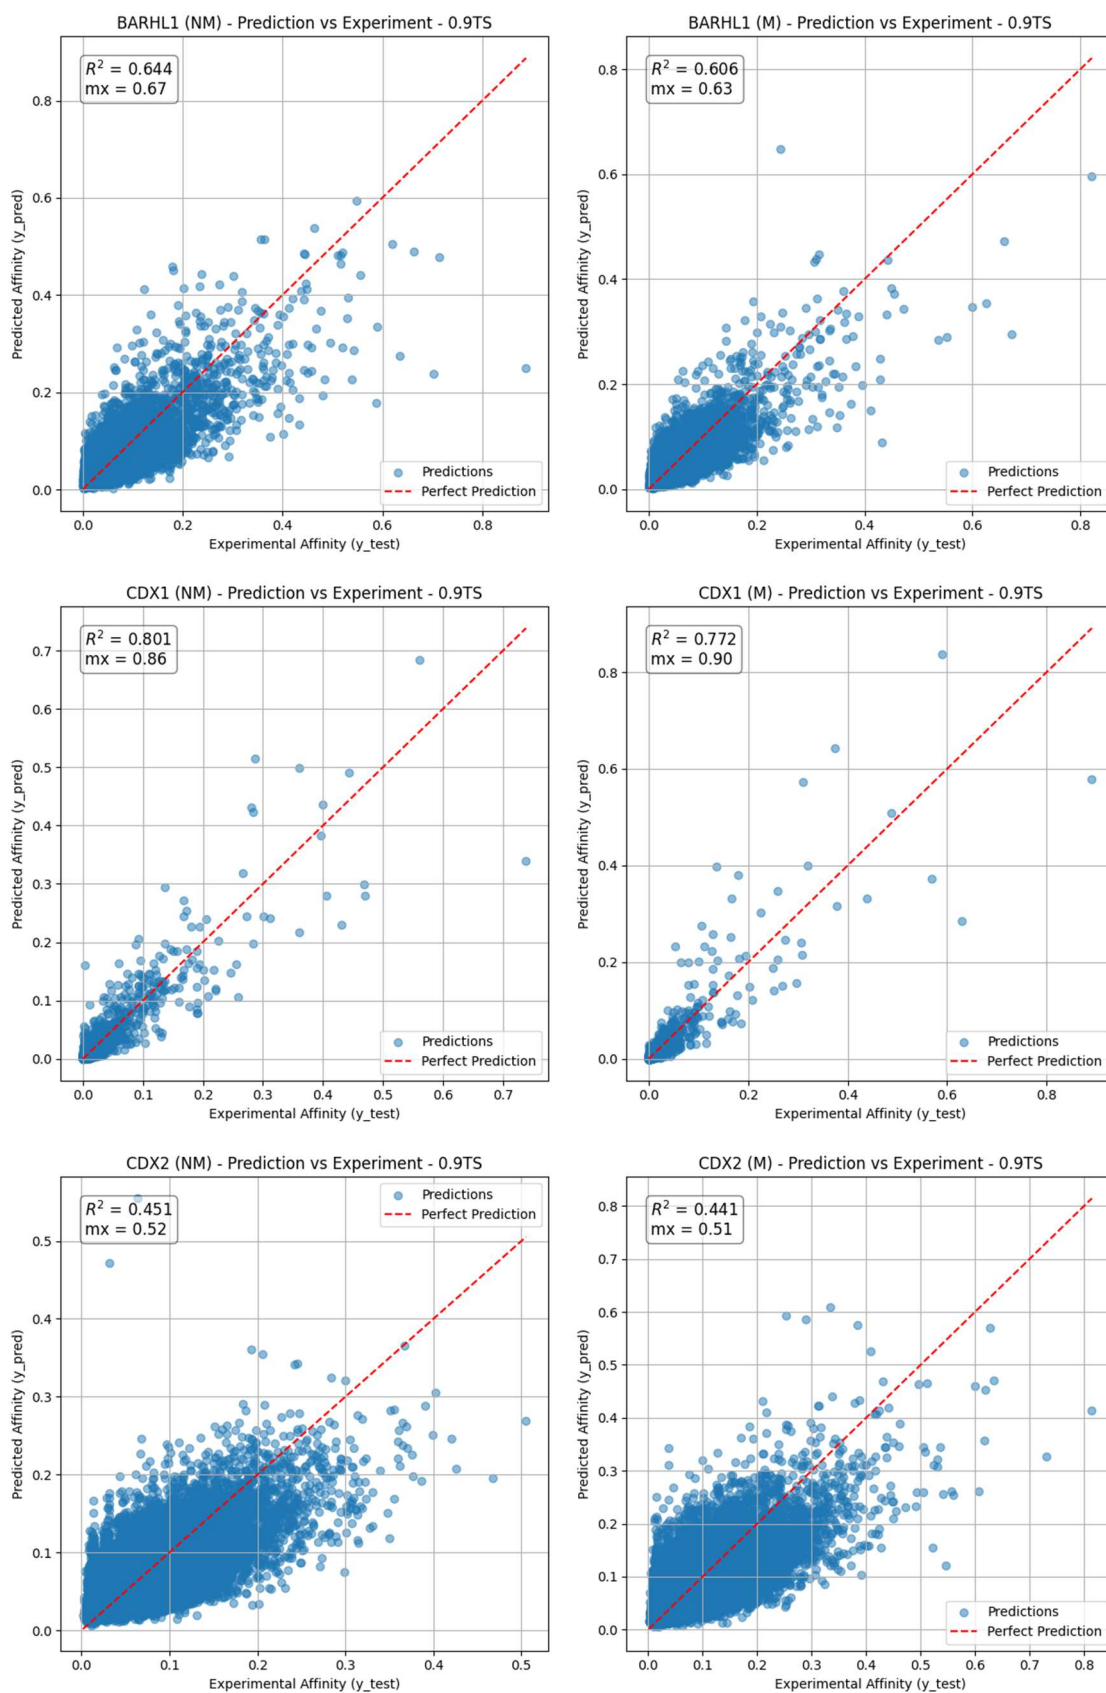 BARHL1 (NM) - Prediction vs Experiment - 0.9TS
R² = 0.644
mx = 0.67
0.8
0.6
0.4
0.2
0.0
Predicted Affinity (y_pred)
Predictions
Perfect Prediction
0.0 0.2 0.4 0.6 0.8
Experimental Affinity (y_test)
BARHL1 (M) - Prediction vs Experiment - 0.9TS
R² = 0.606
mx = 0.63
0.8
0.6
0.4
0.2
0.0
Predicted Affinity (y_pred)
Predictions
Perfect Prediction
0.0 0.2 0.4 0.6 0.8
Experimental Affinity (y_test)
CDX1 (NM) - Prediction vs Experiment - 0.9TS
R² = 0.801
mx = 0.86
0.7
0.6
0.5
0.4
0.3
0.2
0.1
0.0
Predicted Affinity (y_pred)
Predictions
Perfect Prediction
0.0 0.1 0.2 0.3 0.4 0.5 0.6 0.7
Experimental Affinity (y_test)
CDX1 (M) - Prediction vs Experiment - 0.9TS
R² = 0.772
mx = 0.90
0.8
0.6
0.4
0.2
0.0
Predicted Affinity (y_pred)
Predictions
Perfect Prediction
0.0 0.2 0.4 0.6 0.8
Experimental Affinity (y_test)
CDX2 (NM) - Prediction vs Experiment - 0.9TS
R² = 0.451
mx = 0.52
Predictions
Perfect Prediction
0.5
0.4
0.3
0.2
0.1
0.0
Predicted Affinity (y_pred)
0.0 0.1 0.2 0.3 0.4 0.5
Experimental Affinity (y_test)
CDX2 (M) - Prediction vs Experiment - 0.9TS
R² = 0.441
mx = 0.51
0.8
0.7
0.6
0.5
0.4
0.3
0.2
0.1
0.0
Predicted Affinity (y_pred)
Predictions
Perfect Prediction
0.0 0.1 0.2 0.3 0.4 0.5 0.6 0.7 0.8
Experimental Affinity (y_test)